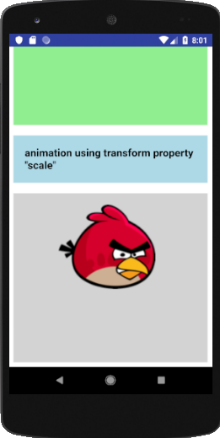 8:01
animation using transform property
"scale"